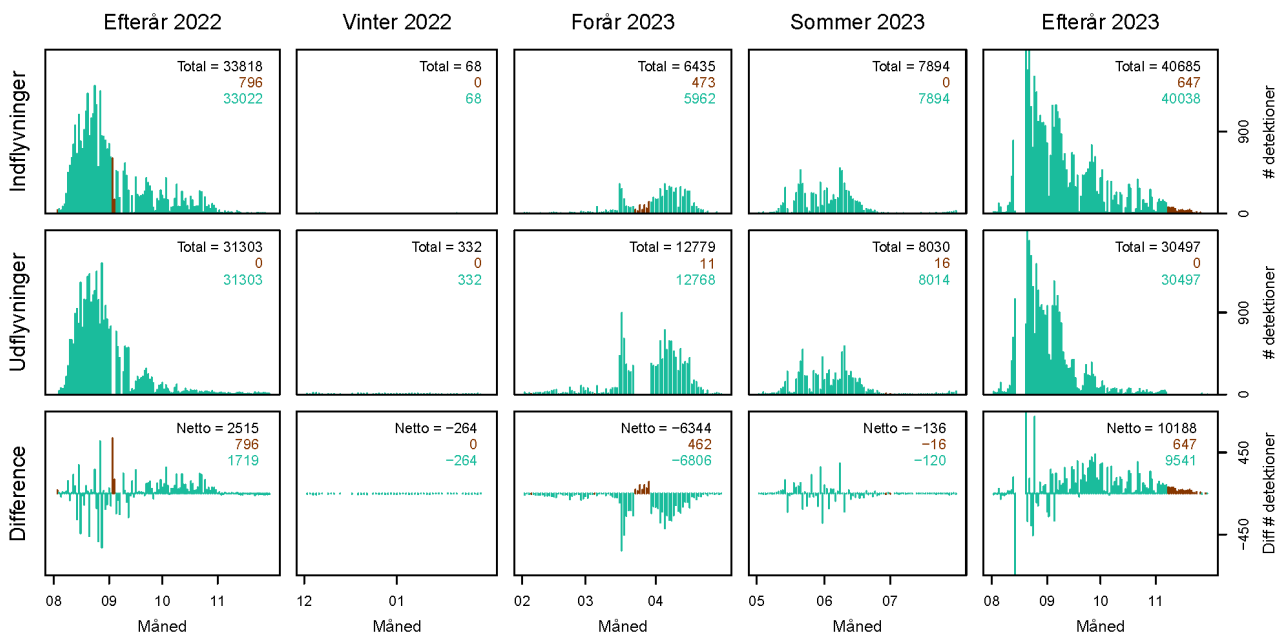 Efterår 2022
Vinter 2022
Forår 2023
Sommer 2023
Efterår 2023
Indflyvninger
Total = 33818
796
33022
Total = 68
0
68
Total = 6435
473
5962
Total = 7894
0
7894
Total = 40685
647
40038
900
0
# detektioner
Udflyvninger
Total = 31303
0
31303
Total = 332
0
332
Total = 12779
11
12768
Total = 8030
16
8014
Total = 30497
0
30497
900
0
# detektioner
Difference
Netto = 2515
796
1719
Netto = −264
0
−264
Netto = −6344
462
−6806
Netto = −136
−16
−120
Netto = 10188
647
9541
450
−450
Diff # detektioner
08 09 10 11
12 01
02 03 04
05 06 07
08 09 10 11
Måned
Måned
Måned
Måned
Måned